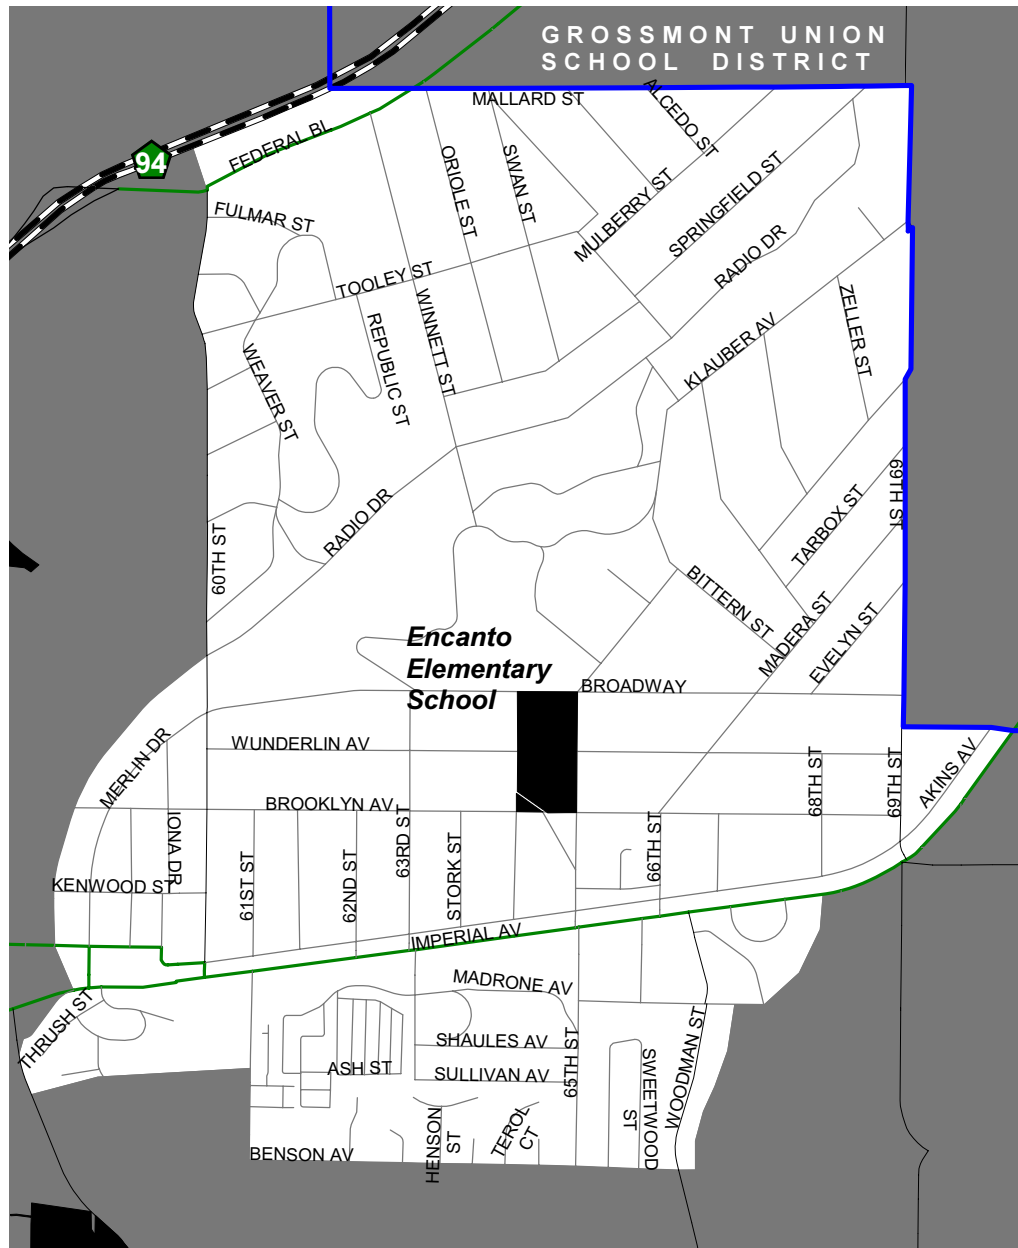 GROSSMONT UNION
SCHOOL DISTRICT
MALLARD ST
ALCEDO ST
FEDERAL BL
94
ORIOLE ST
SWAN ST
MULBERRY ST
SPRINGFIELD ST
FULMAR ST
RADIO DR
TOOLEY ST
WINNETT ST
REPUBLIC ST
ZELLER ST
KLAUBER AV
WEAVER ST
RADIO DR
69TH ST
TARBOX ST
60TH ST
BITTERN ST
MADERA ST
EVELYN ST
Encanto
Elementary
School
BROADWAY
WUNDERLIN AV
MERLIN DR
68TH ST
69TH ST
AKINS AV
BROOKLYN AV
IONA DR
63RD ST
66TH ST
KENWOOD ST
61ST ST
62ND ST
STORK ST
IMPERIAL AV
MADRONE AV
THRUSH ST
SHAULES AV
65TH ST
WOODMAN ST
ASH ST
SULLIVAN AV
SWEETWOOD
ST
HENSON
ST
TEROL
CT
BENSON AV